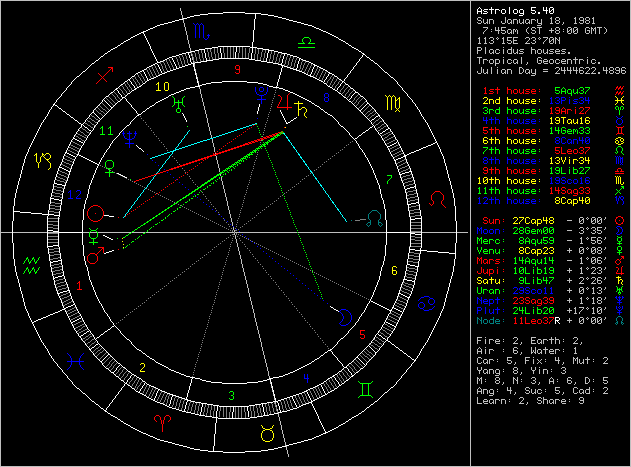 Astrolog 5.40
Sun January 18, 1981
7:45am (ST +8:00 GMT)
113°15E 23°70N
Placidus houses.
Tropical, Geocentric.
Julian Day = 2444622.4896
1st house: 5Aqu37
2nd house: 13Pis34
3rd house: 19Ari27
4th house: 19Tau16
5th house: 14Gem33
6th house: 8Can40
7th house: 5Leo37
8th house: 13Vir34
9th house: 19Lib27
10th house: 19Sco16
11th house: 14Sag33
12th house: 8Cap40
Sun: 27Cap48 - 0°00'
Moon: 28Gem00 - 3°35'
Merc: 8Aqu59 - 1°56'
Venu: 8Cap23 + 0°08'
Mars: 14Aqu14 - 1°06'
Jupi: 10Lib19 + 1°23'
Satu: 9Lib47 + 2°26'
Uran: 29Sco11 + 0°13'
Nept: 23Sag39 + 1°18'
Plut: 24Lib20 +17°10'
Node: 11Leo37R + 0°00'
Fire: 2, Earth: 2,
Air : 6, Water: 1
Car: 5, Fix: 4, Mut: 2
Yang: 8, Yin: 3
M: 8, N: 3, A: 6, D: 5
Ang: 4, Suc: 5, Cad: 2
Learn: 2, Share: 9
9
8
10
11
12
7
1
6
5
2
4
3